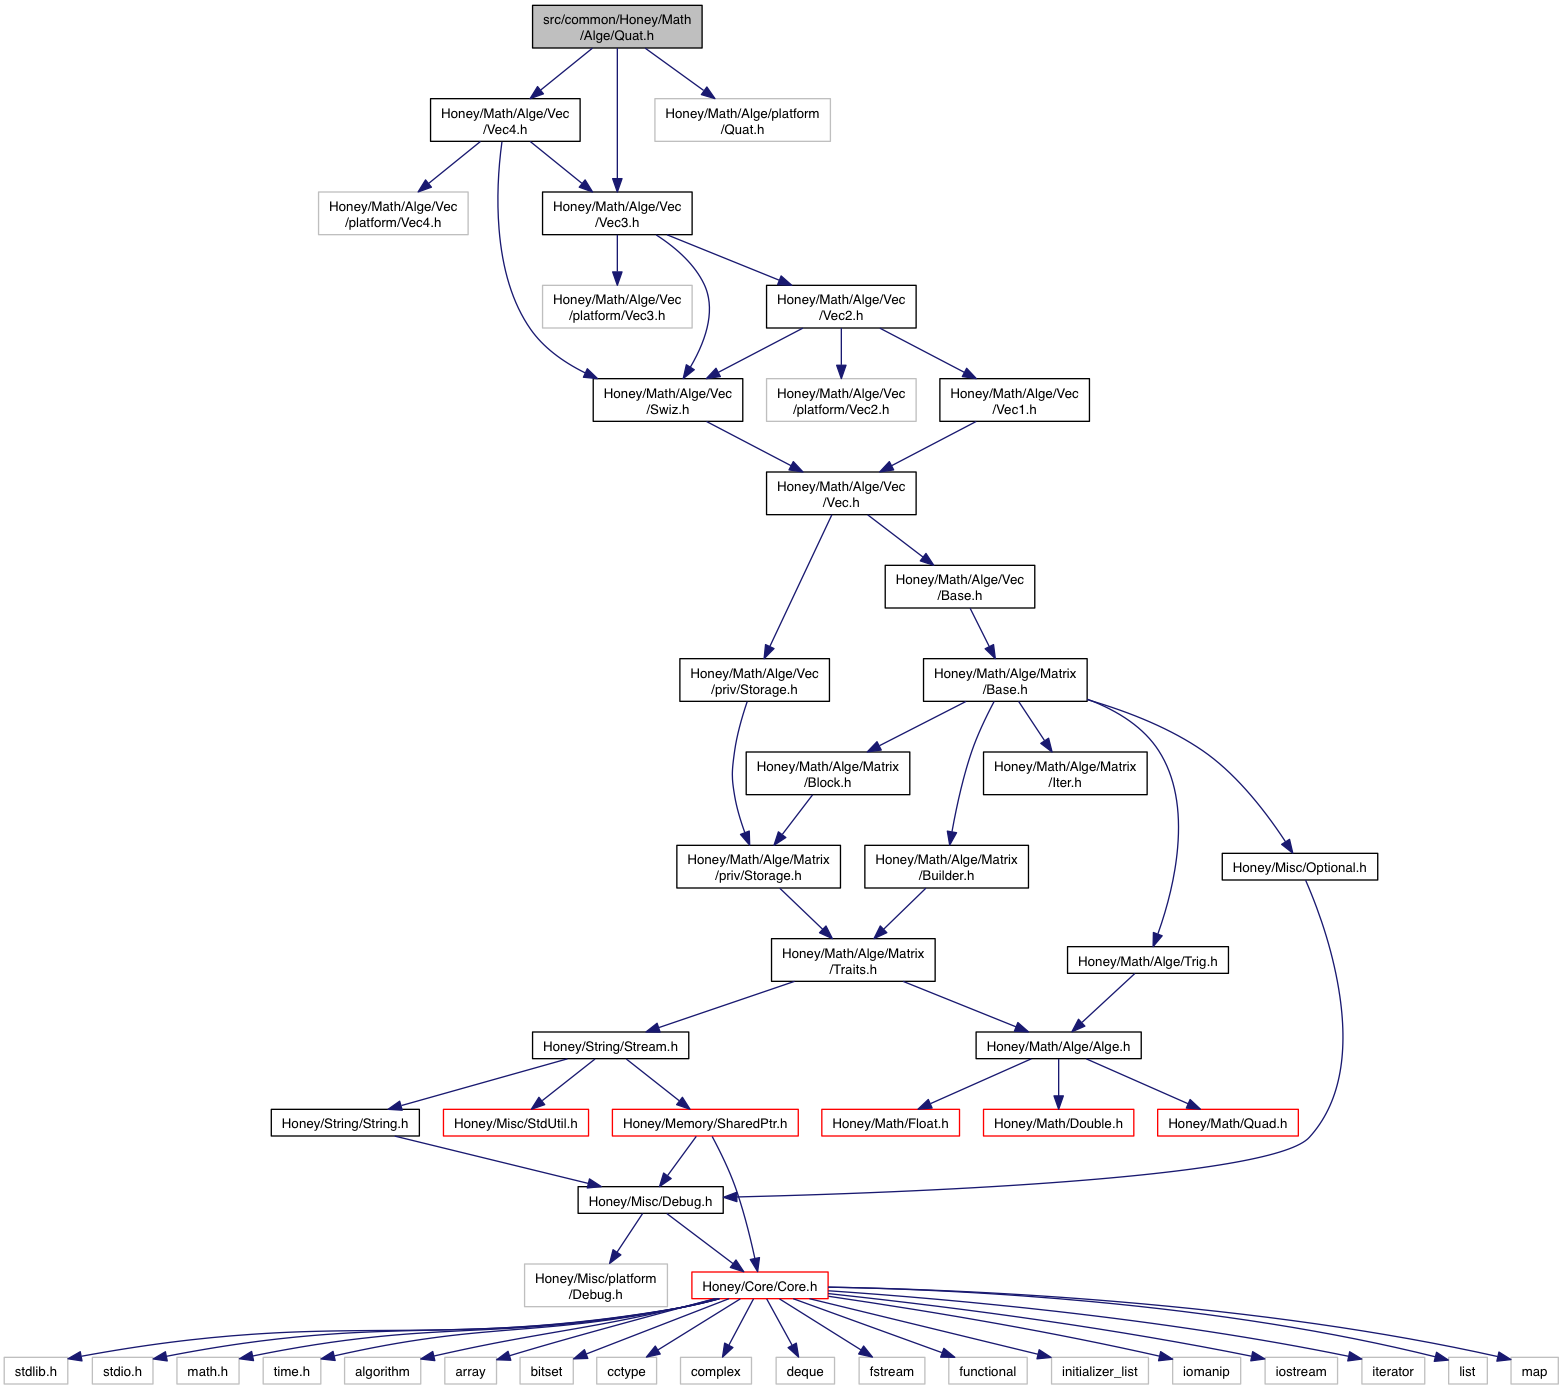 src/common/Honey/Math
/Alge/Quat.h
Honey/Math/Alge/Vec
/Vec4.h
Honey/Math/Alge/platform
/Quat.h
Honey/Math/Alge/Vec
/platform/Vec4.h
Honey/Math/Alge/Vec
/Vec3.h
Honey/Math/Alge/Vec
/platform/Vec3.h
Honey/Math/Alge/Vec
/Vec2.h
Honey/Math/Alge/Vec
/Swiz.h
Honey/Math/Alge/Vec
/platform/Vec2.h
Honey/Math/Alge/Vec
/Vec1.h
Honey/Math/Alge/Vec
/Vec.h
Honey/Math/Alge/Vec
/Base.h
Honey/Math/Alge/Vec
/priv/Storage.h
Honey/Math/Alge/Matrix
/Base.h
Honey/Math/Alge/Matrix
/Block.h
Honey/Math/Alge/Matrix
/Iter.h
Honey/Math/Alge/Matrix
/priv/Storage.h
Honey/Math/Alge/Matrix
/Builder.h
Honey/Misc/Optional.h
Honey/Math/Alge/Matrix
/Traits.h
Honey/Math/Alge/Trig.h
Honey/String/Stream.h
Honey/Math/Alge/Alge.h
Honey/String/String.h
Honey/Misc/StdUtil.h
Honey/Memory/SharedPtr.h
Honey/Math/Float.h
Honey/Math/Double.h
Honey/Math/Quad.h
Honey/Misc/Debug.h
Honey/Misc/platform
/Debug.h
Honey/Core/Core.h
stdlib.h
stdio.h
math.h
time.h
algorithm
array
bitset
cctype
complex
deque
fstream
functional
initializer_list
iomanip
iostream
iterator
list
map